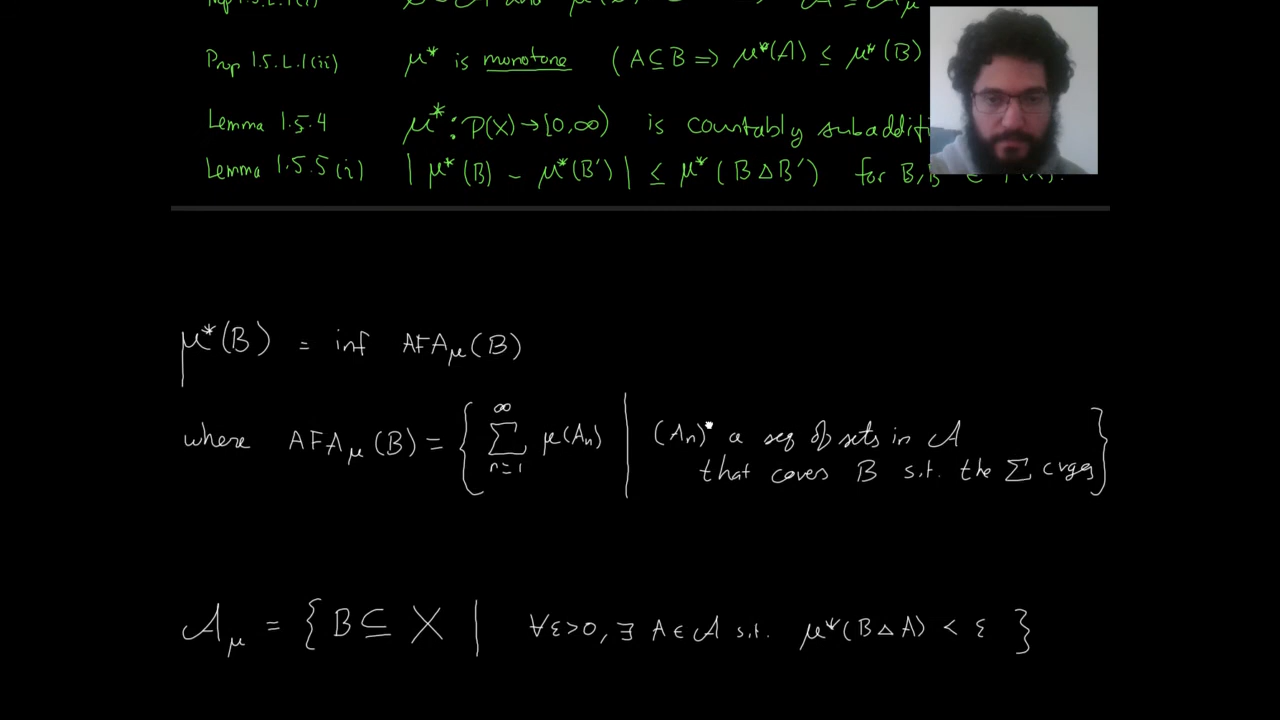 Prop 1.5.L.1(ii) μ* is monotone (A⊆B ⇒ μ*(A) ≤ μ*(B)
Lemma 1.5.4 μ*: P(X)→[0,∞) is countably subadditi
Lemma 1.5.5(i) | μ*(B) - μ*(B') | ≤ μ*(B△B') for B,B' ∈ P(X).
μ*(B) = inf AFA_μ(B)
where AFA_μ(B) = { ∑_{n=1}^∞ μ(A_n) | (A_n) a seq of sets in 𝒜
that covers B s.t. the ∑ cvges }
𝒜_μ = { B ⊆ X | ∀ε>0, ∃ A∈𝒜 s.t. μ*(B△A) < ε }